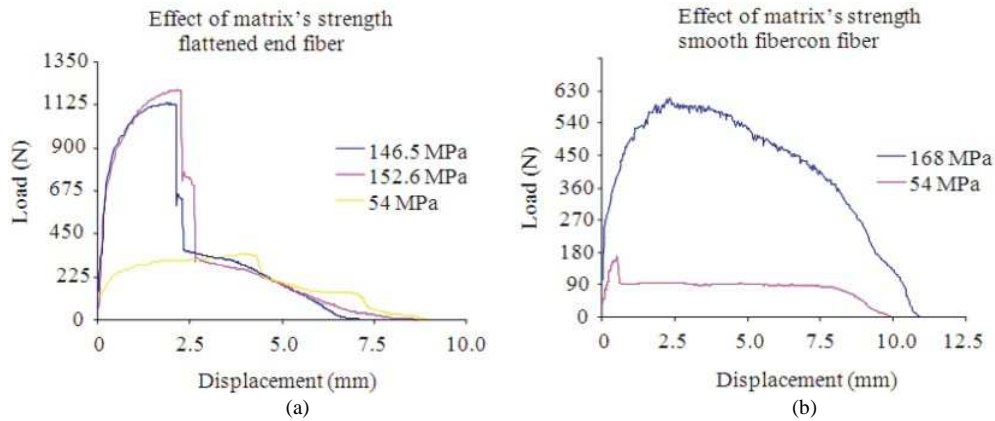 Effect of matrix's strength
flattened end fiber
1350
1125
900
675
450
225
0
Load (N)
146.5 MPa
152.6 MPa
54 MPa
0
2.5
5.0
7.5
10.0
Displacement (mm)
(a)
Effect of matrix's strength
smooth fibercon fiber
630
540
450
360
270
180
90
0
Load (N)
168 MPa
54 MPa
0
2.5
5.0
7.5
10.0
12.5
Displacement (mm)
(b)